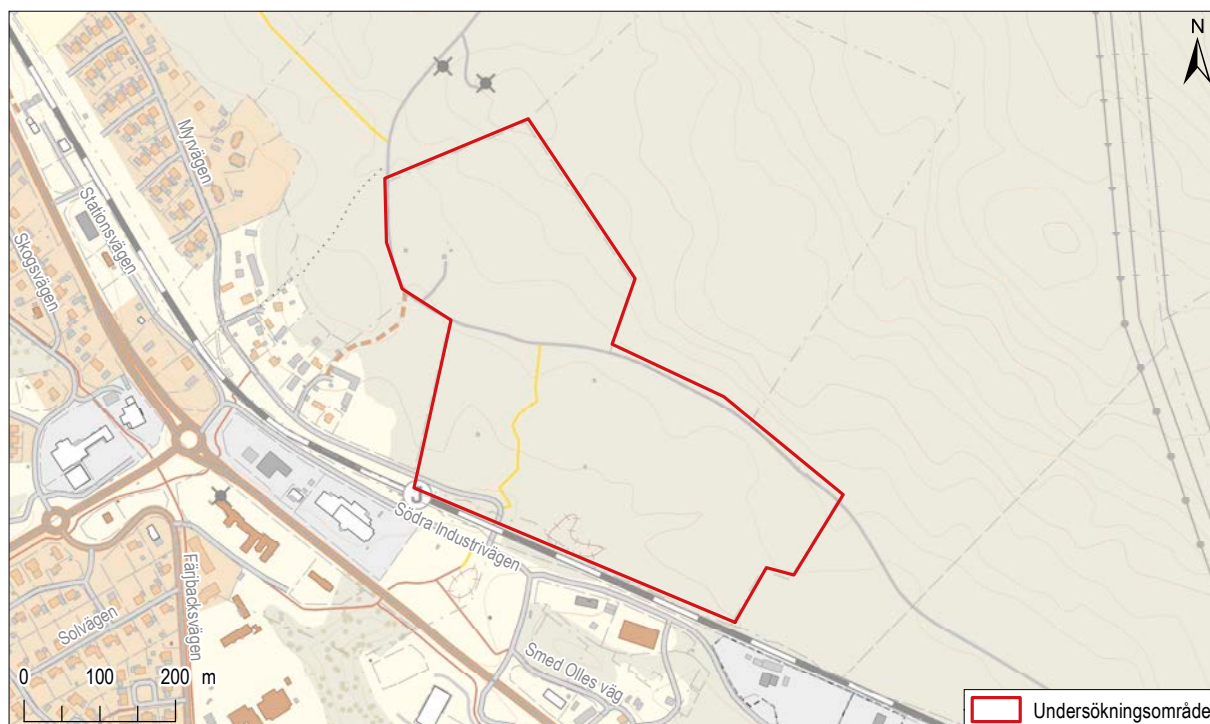 N
Myrvägen
Stationsvägen
Skogsvägen
J
Södra Industrivägen
Färjbacksvägen
Solvägen
Smed Olles väg
0 100 200 m
Undersökningsområde